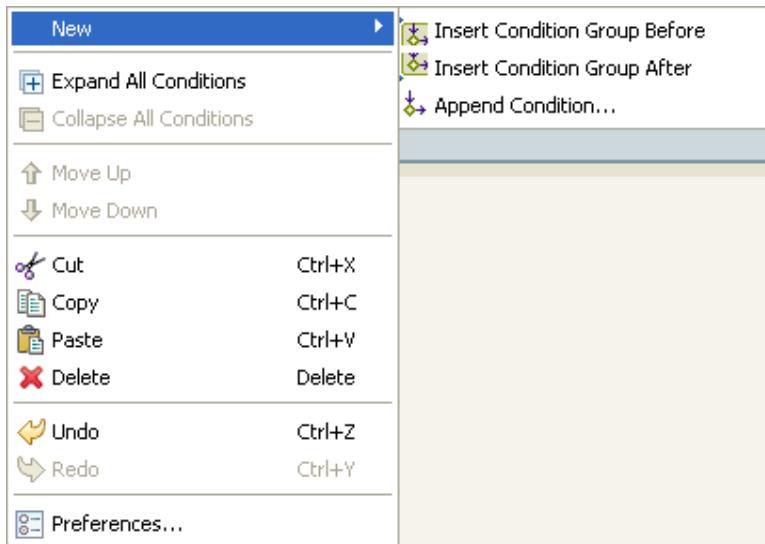 New
Expand All Conditions
Collapse All Conditions
Move Up
Move Down
Cut Ctrl+X
Copy Ctrl+C
Paste Ctrl+V
Delete Delete
Undo Ctrl+Z
Redo Ctrl+Y
Preferences...
Insert Condition Group Before
Insert Condition Group After
Append Condition...